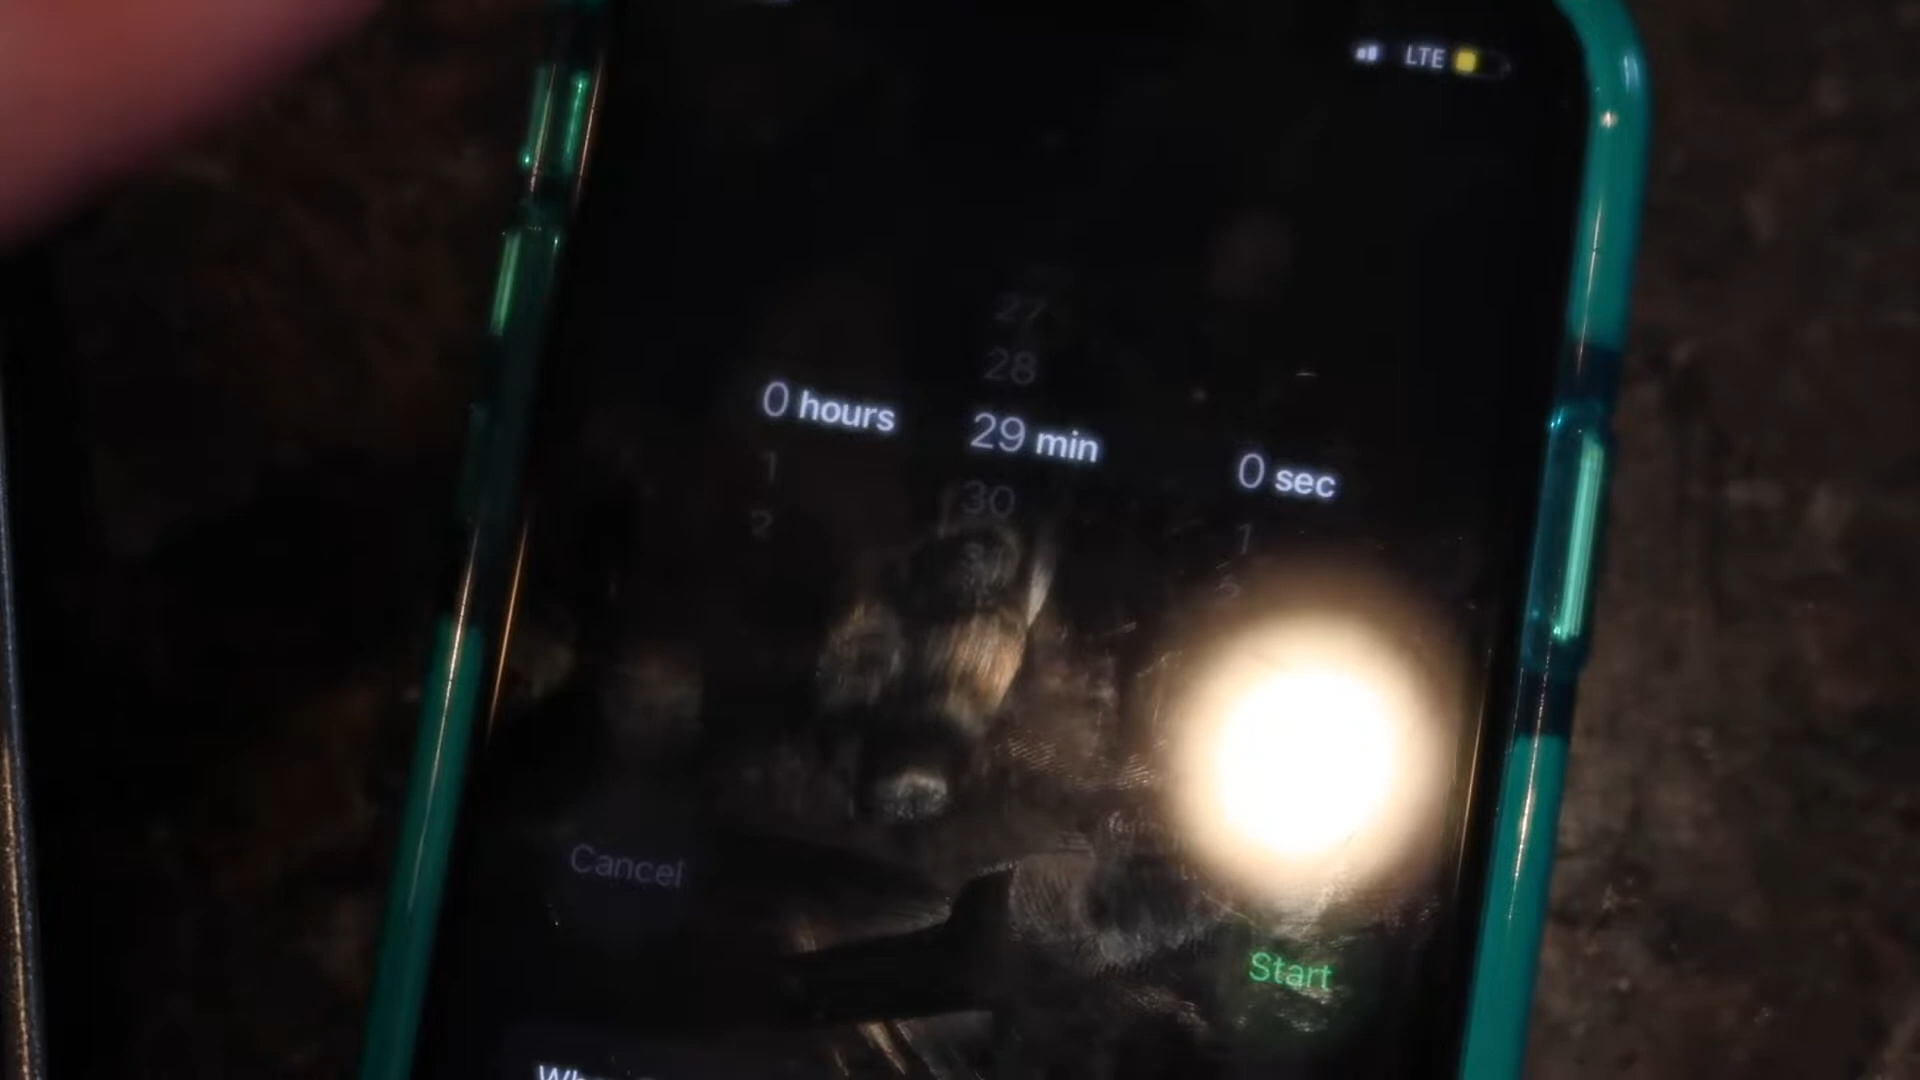 LTE
27
28
0 hours 29 min 0 sec
1 30 1
2
Cancel
Start